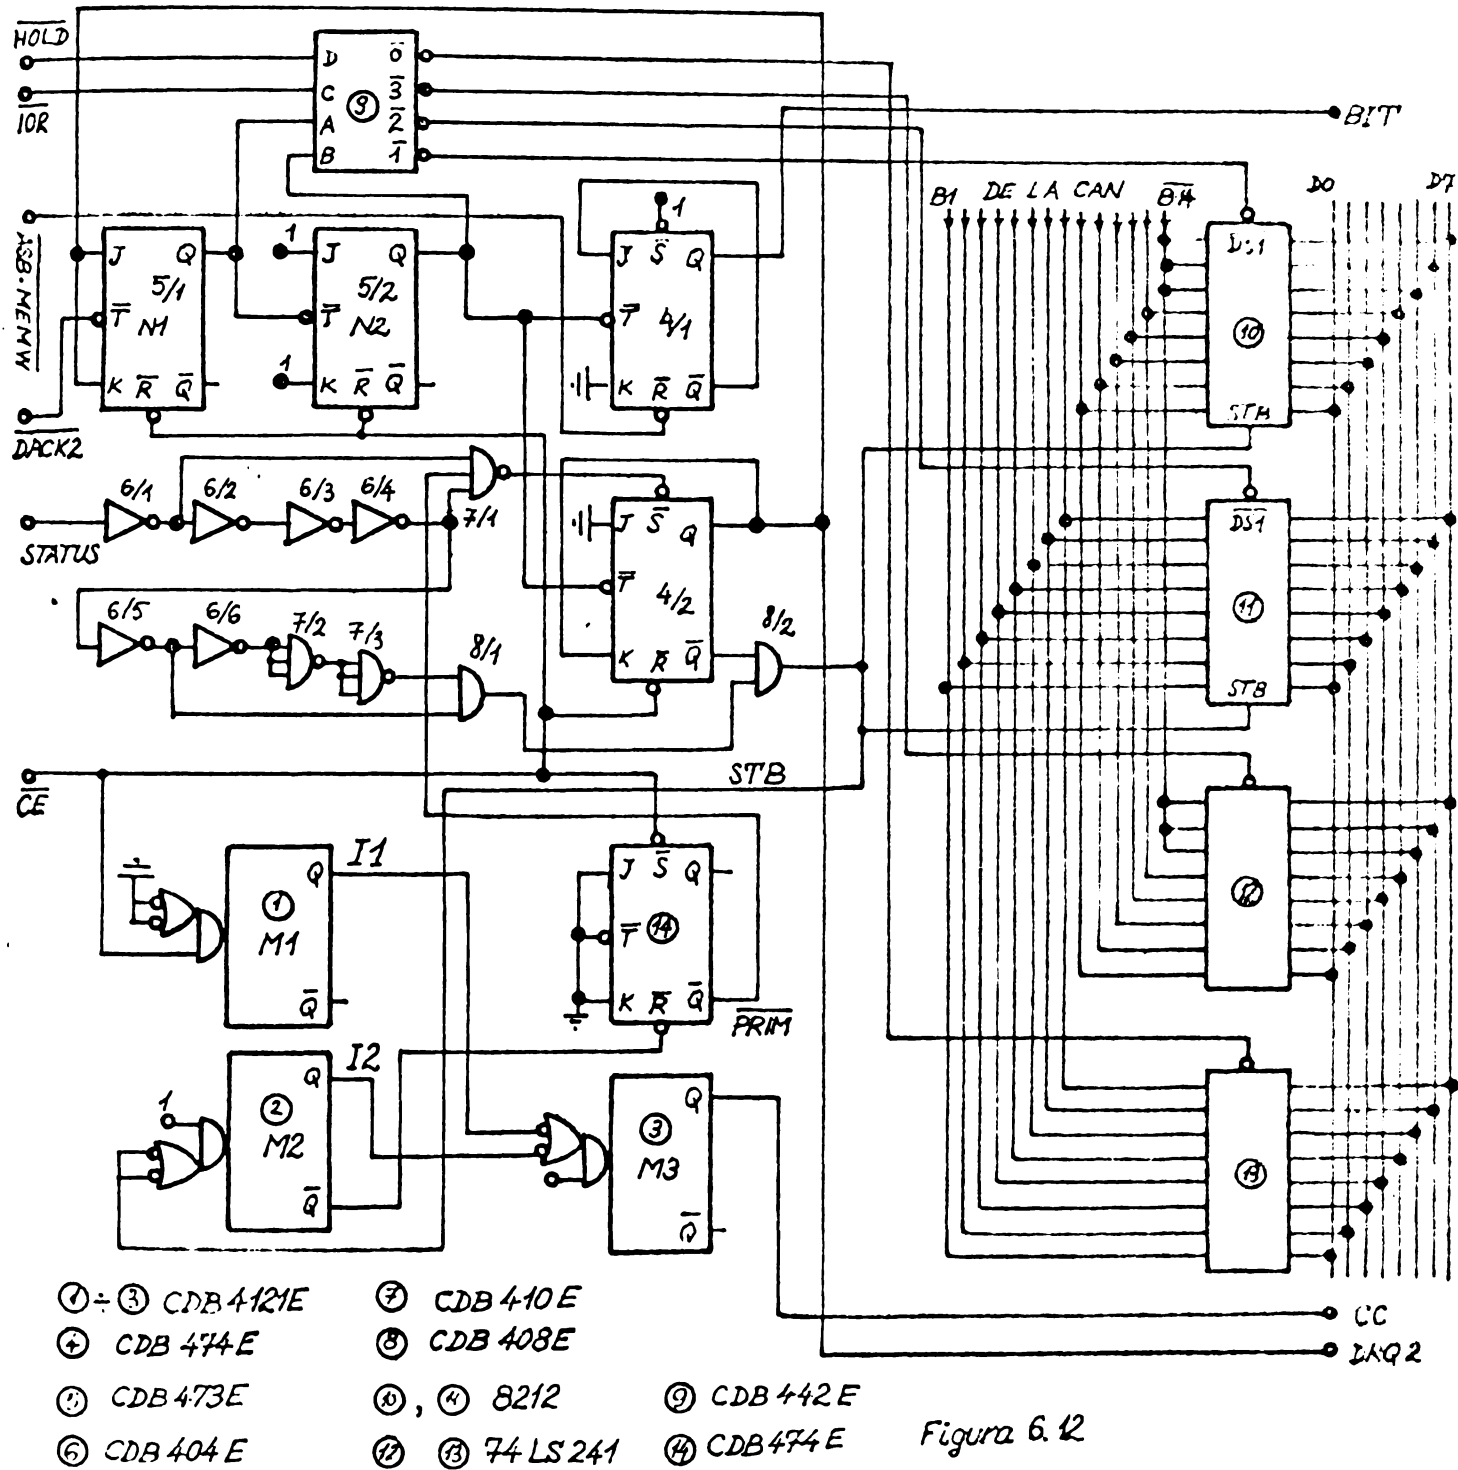 HOLD
IOR
ASB·MEMW
DACK2
D 0
C 3
A 2
B 1
9
J Q
5/1
T N1
K R Q
1 J Q
5/2
T N2
1 K R Q
1
J S Q
T 4/1
K R Q
BIT
B1 DE LA CAN B14
D0 D7
DS1
10
STB
STATUS
6/1 6/2 6/3 6/4
7/1
6/5 6/6 7/2 7/3 8/1
J S Q
T 4/2
K R Q
8/2
DS1
11
STB
CE
STB
I1
1
M1
Q
Q
J S Q
T 14
K R Q
PRIM
12
I2
1
2
M2
Q
Q
3
M3
Q
Q
13
CC
DRQ2
1 ÷ 3 CDB 4121E
4 CDB 474E
5 CDB 473E
6 CDB 404E
7 CDB 410E
8 CDB 408E
10, 11 8212
12 13 74LS241
9 CDB 442E
14 CDB 474E
Figura 6.12